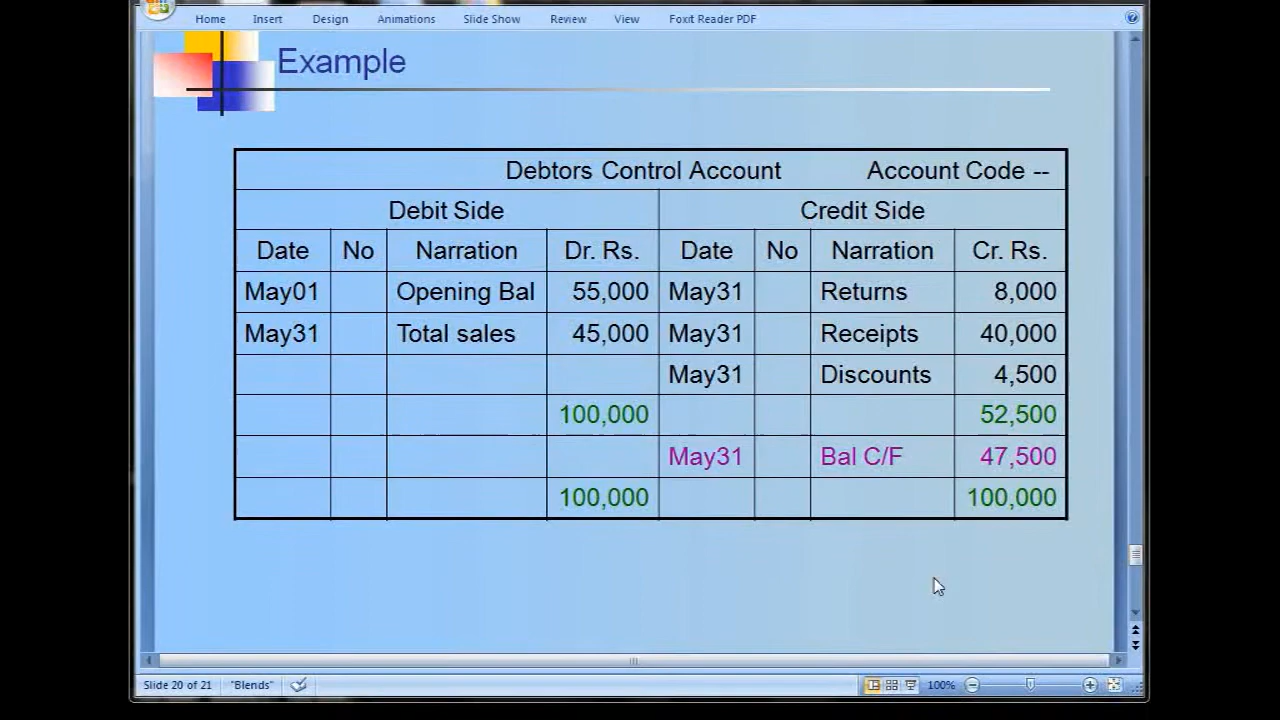 Home Insert Design Animations Slide Show Review View Foxit Reader PDF
Example
Debtors Control Account Account Code --
Debit Side Credit Side
Date No Narration Dr. Rs. Date No Narration Cr. Rs.
May01 Opening Bal 55,000 May31 Returns 8,000
May31 Total sales 45,000 May31 Receipts 40,000
May31 Discounts 4,500
100,000 52,500
May31 Bal C/F 47,500
100,000 100,000
Slide 20 of 21 "Blends" 100%